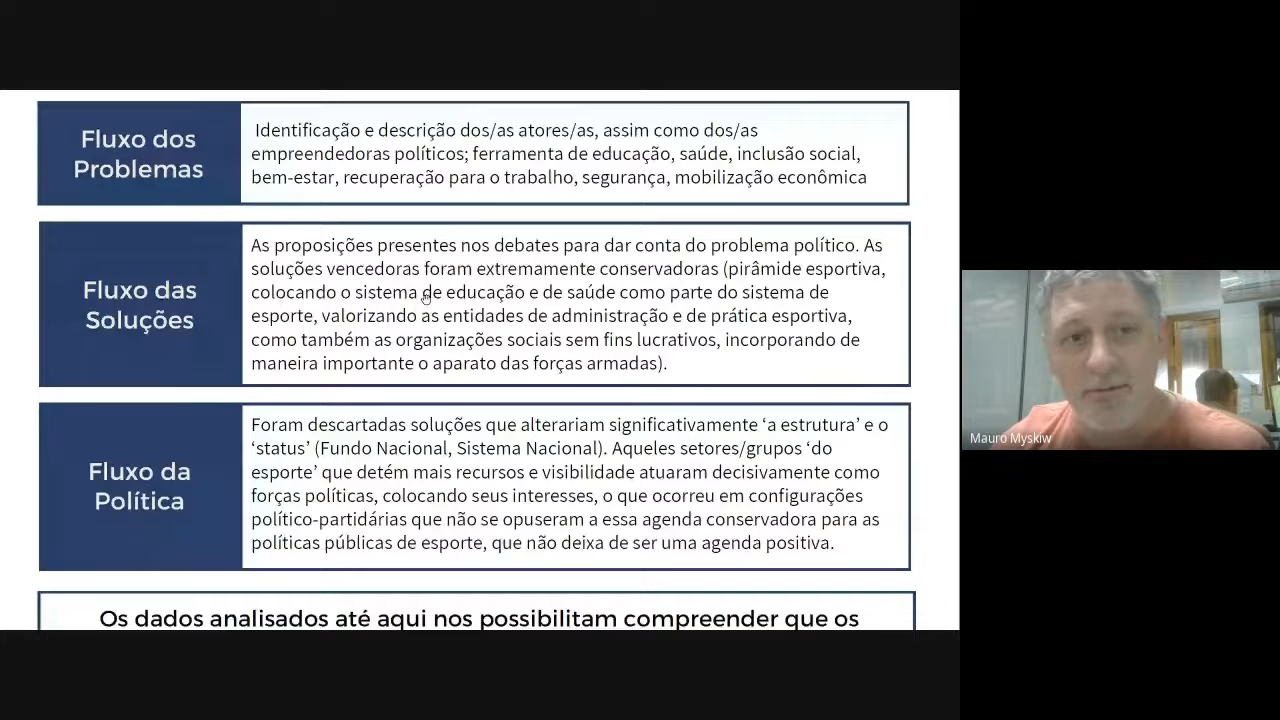 Fluxo dos
Problemas
Identificação e descrição dos/as atores/as, assim como dos/as
empreendedoras políticos; ferramenta de educação, saúde, inclusão social,
bem-estar, recuperação para o trabalho, segurança, mobilização econômica
Fluxo das
Soluções
As proposições presentes nos debates para dar conta do problema político. As
soluções vencedoras foram extremamente conservadoras (pirâmide esportiva,
colocando o sistema de educação e de saúde como parte do sistema de
esporte, valorizando as entidades de administração e de prática esportiva,
como também as organizações sociais sem fins lucrativos, incorporando de
maneira importante o aparato das forças armadas).
Fluxo da
Política
Foram descartadas soluções que alterariam significativamente ‘a estrutura’ e o
‘status’ (Fundo Nacional, Sistema Nacional). Aqueles setores/grupos ‘do
esporte’ que detém mais recursos e visibilidade atuaram decisivamente como
forças políticas, colocando seus interesses, o que ocorreu em configurações
político-partidárias que não se opuseram a essa agenda conservadora para as
políticas públicas de esporte, que não deixa de ser uma agenda positiva.
Os dados analisados até aqui nos possibilitam compreender que os
Mauro Myskiw